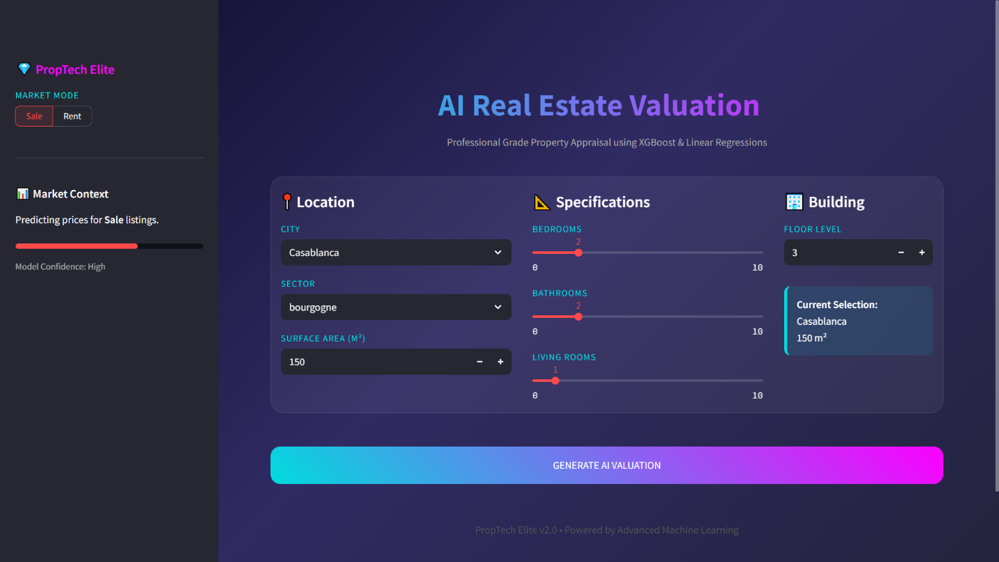 💎 PropTech Elite
MARKET MODE
Sale Rent
📊 Market Context
Predicting prices for Sale listings.
Model Confidence: High
AI Real Estate Valuation
Professional Grade Property Appraisal using XGBoost & Linear Regressions
📍 Location
CITY
Casablanca
SECTOR
bourgogne
SURFACE AREA (M²)
150 − +
📐 Specifications
BEDROOMS
2
0 10
BATHROOMS
2
0 10
LIVING ROOMS
1
0 10
🏢 Building
FLOOR LEVEL
3 − +
Current Selection:
Casablanca
150 m²
GENERATE AI VALUATION
PropTech Elite v2.0 • Powered by Advanced Machine Learning